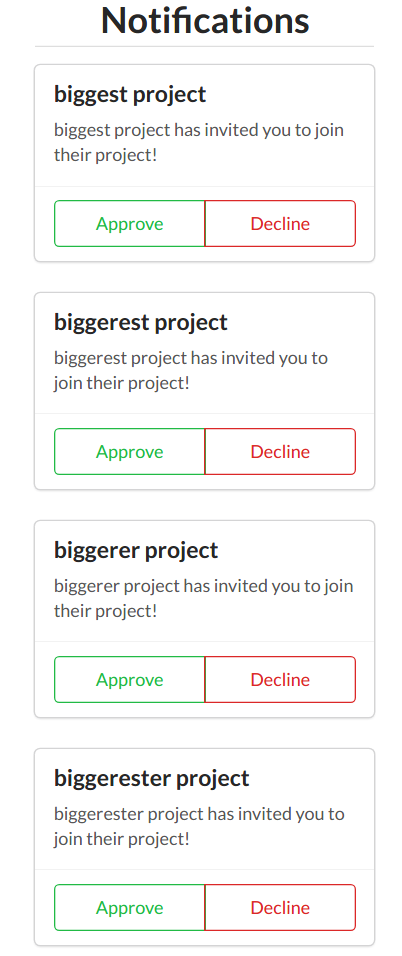 Notifications
biggest project
biggest project has invited you to join
their project!
Approve Decline
biggerest project
biggerest project has invited you to
join their project!
Approve Decline
biggerer project
biggerer project has invited you to join
their project!
Approve Decline
biggerester project
biggerester project has invited you to
join their project!
Approve Decline